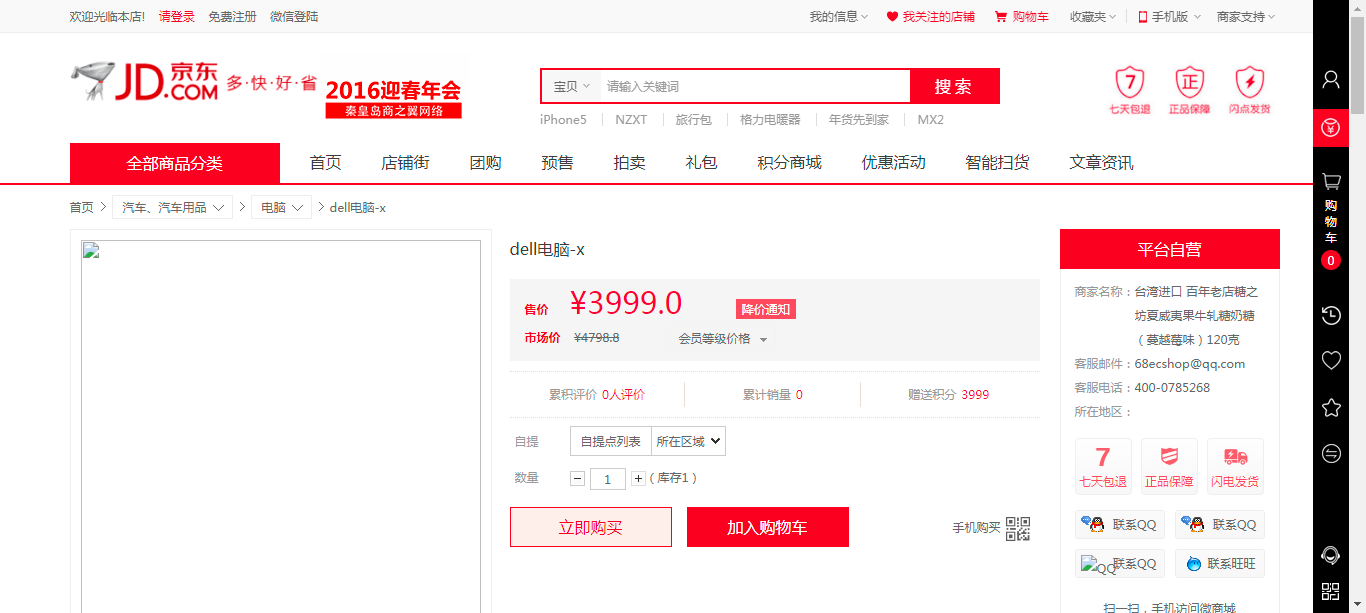 欢迎光临本店! 请登录 免费注册 微信登陆 我的信息 我关注的店铺 购物车 收藏夹 手机版 商家支持
JD.COM 京东 多·快·好·省
2016迎春年会
秦皇岛商之翼网络
宝贝 请输入关键词 搜索
iPhone5 NZXT 旅行包 格力电暖器 年货先到家 MX2
7 正
七天包退 正品保障 闪点发货
全部商品分类 首页 店铺街 团购 预售 拍卖 礼包 积分商城 优惠活动 智能扫货 文章资讯
首页 汽车、汽车用品 电脑 dell电脑-x
dell电脑-x
售价 ¥3999.0 降价通知
市场价 ¥4798.8 会员等级价格
累积评价 0人评价 累计销量 0 赠送积分 3999
自提 自提点列表 所在区域
数量 − 1 + ( 库存1 )
立即购买 加入购物车 手机购买
平台自营
商家名称：台湾进口 百年老店糖之
坊夏威夷果牛轧糖奶糖
（蔓越莓味）120克
客服邮件：68ecshop@qq.com
客服电话：400-0785268
所在地区：
7
七天包退 正品保障 闪电发货
联系QQ 联系QQ
QQ 联系QQ 联系旺旺
扫一扫，手机访问微商城
¥
购
物
车
0